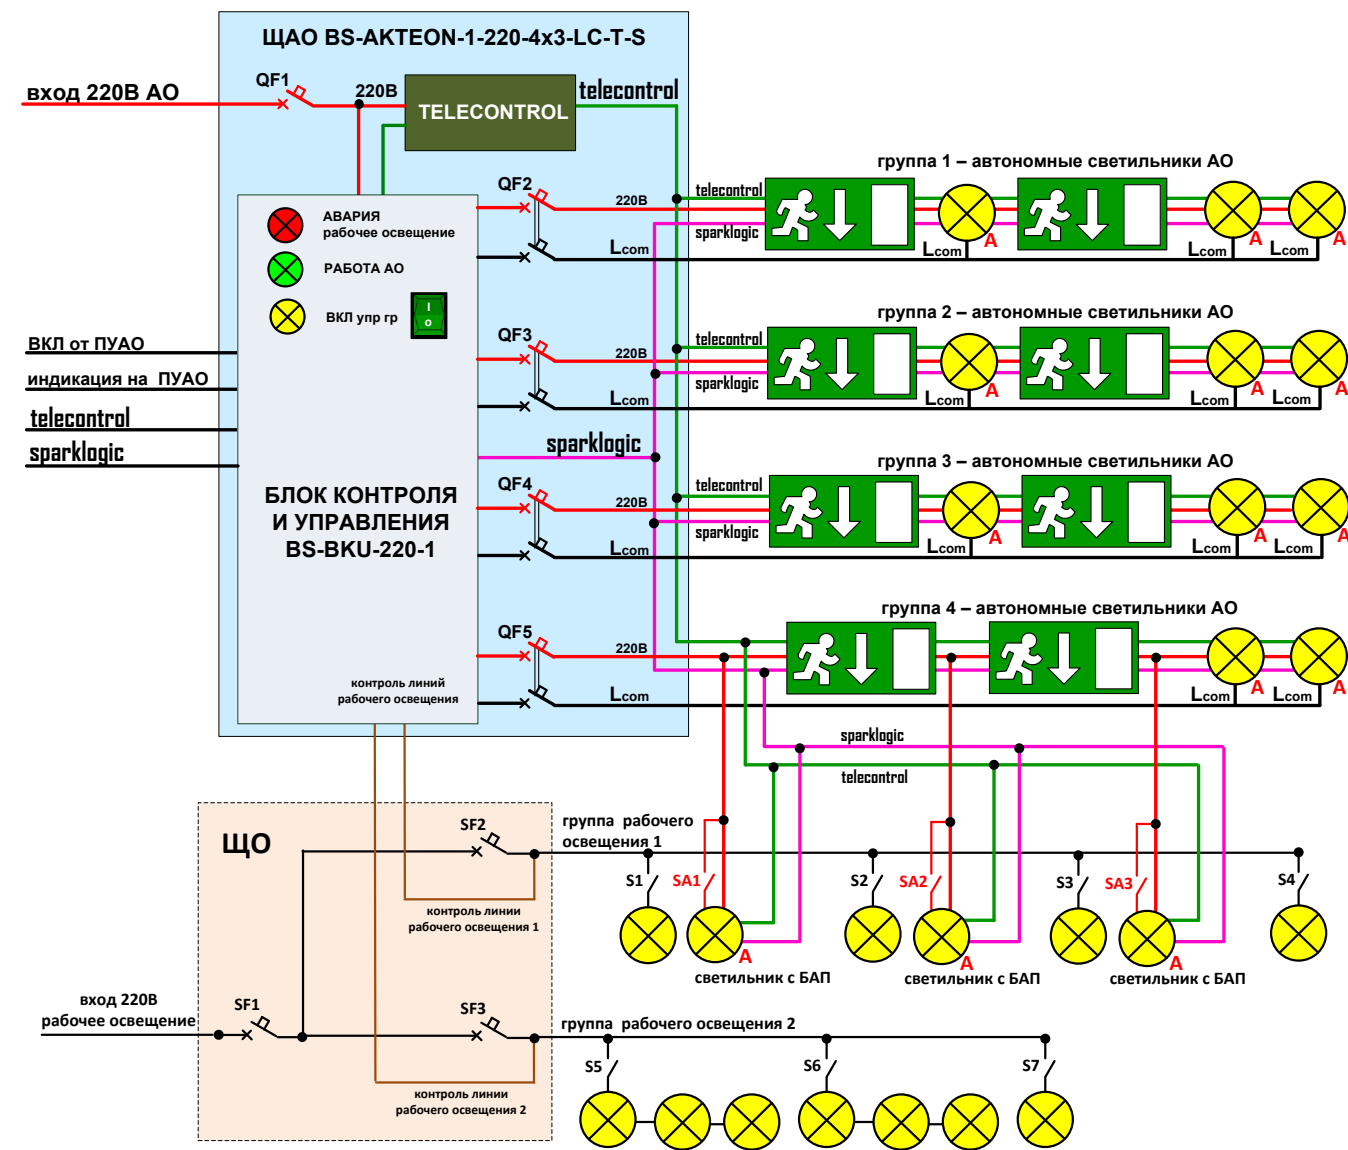 ЩАО BS-AKTEON-1-220-4x3-LC-T-S
вход 220В АО
QF1
220В
TELECONTROL
telecontrol
АВАРИЯ
рабочее освещение
РАБОТА АО
ВКЛ упр гр
I
o
ВКЛ от ПУАО
индикация на ПУАО
telecontrol
sparklogic
БЛОК КОНТРОЛЯ
И УПРАВЛЕНИЯ
BS-BKU-220-1
контроль линий
рабочего освещения
sparklogic
группа 1 – автономные светильники АО
QF2
220В
telecontrol
sparklogic
Lcom
Lcom
A
Lcom
A
Lcom
A
группа 2 – автономные светильники АО
QF3
220В
telecontrol
sparklogic
Lcom
Lcom
A
Lcom
A
Lcom
A
группа 3 – автономные светильники АО
QF4
220В
telecontrol
sparklogic
Lcom
Lcom
A
Lcom
A
Lcom
A
группа 4 – автономные светильники АО
QF5
220В
Lcom
Lcom
A
Lcom
A
sparklogic
telecontrol
ЩО
SF2
группа рабочего
освещения 1
контроль линии
рабочего освещения 1
S1
SA1
S2
SA2
S3
SA3
S4
A
A
A
светильник с БАП
светильник с БАП
светильник с БАП
вход 220В
рабочее освещение
SF1
SF3
группа рабочего освещения 2
контроль линии
рабочего освещения 2
S5
S6
S7